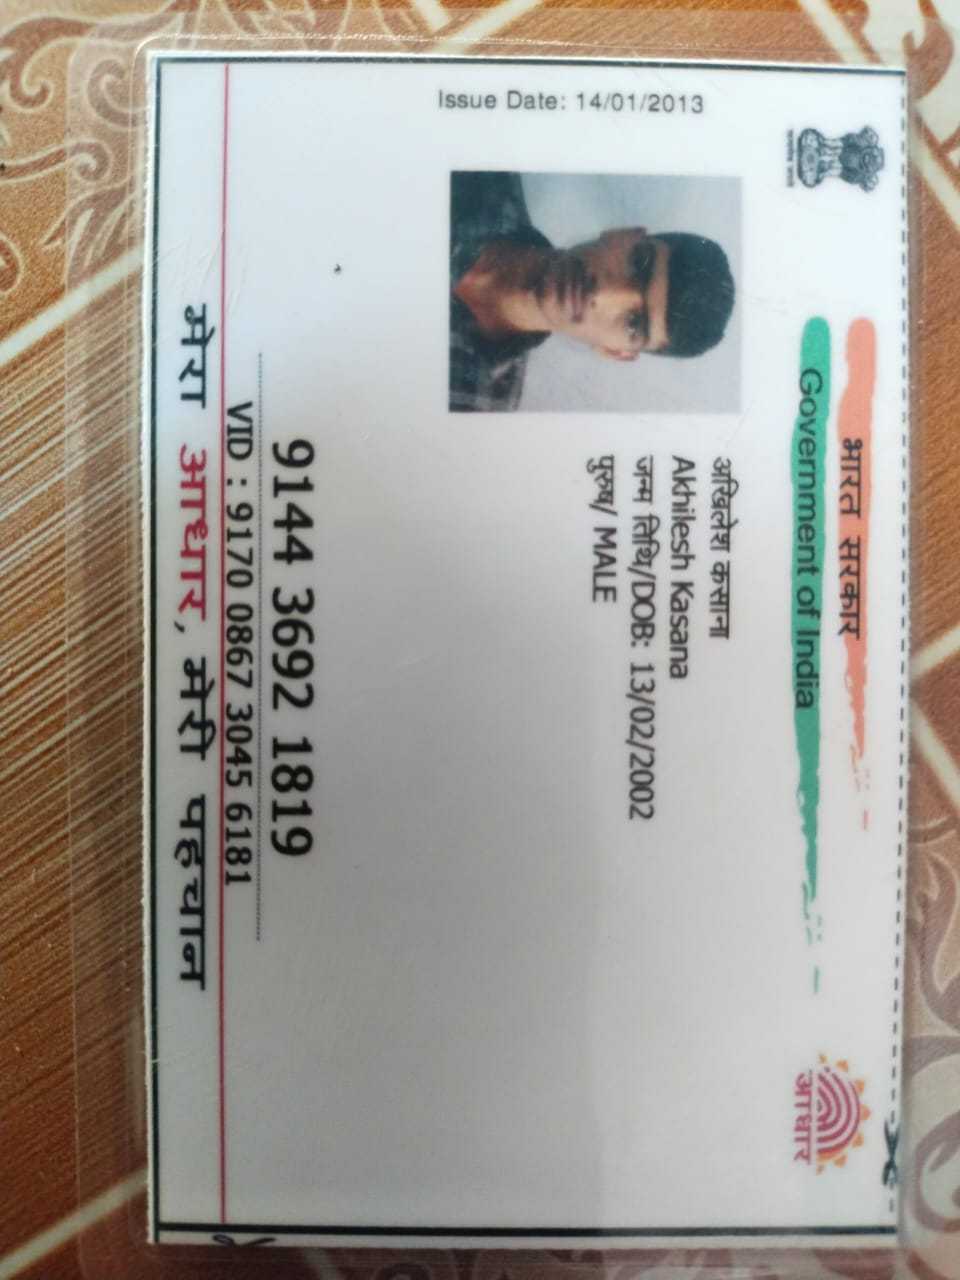 भारत सरकार
Government of India
Issue Date: 14/01/2013
अखिलेश कसाना
Akhilesh Kasana
जन्म तिथि/DOB: 13/02/2002
पुरुष/ MALE
आधार
9144 3692 1819
VID : 9170 0867 3045 6181
मेरा आधार, मेरी पहचान